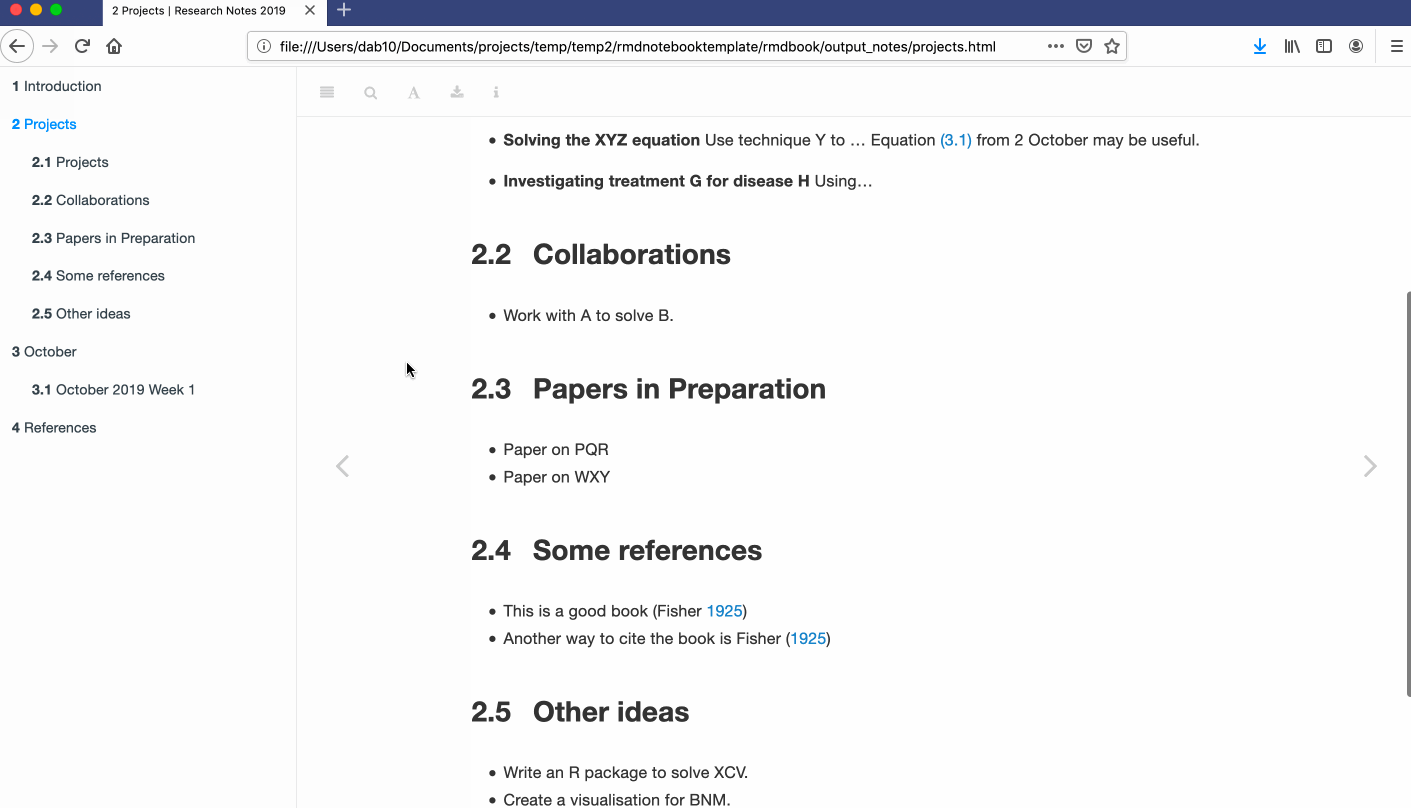 2 Projects | Research Notes 2019
file:///Users/dab10/Documents/projects/temp/temp2/rmdnotebooktemplate/rmdbook/output_notes/projects.html
1 Introduction
2 Projects
2.1 Projects
2.2 Collaborations
2.3 Papers in Preparation
2.4 Some references
2.5 Other ideas
3 October
3.1 October 2019 Week 1
4 References
A
i
• Solving the XYZ equation Use technique Y to … Equation (3.1) from 2 October may be useful.
• Investigating treatment G for disease H Using…
2.2 Collaborations
• Work with A to solve B.
2.3 Papers in Preparation
• Paper on PQR
• Paper on WXY
2.4 Some references
• This is a good book (Fisher 1925)
• Another way to cite the book is Fisher (1925)
2.5 Other ideas
• Write an R package to solve XCV.
• Create a visualisation for BNM.